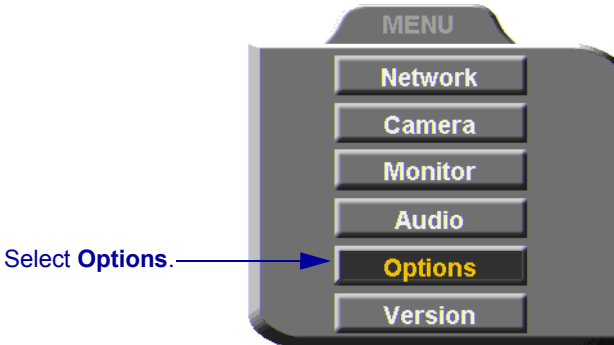 MENU
Network
Camera
Monitor
Audio
Select Options.
Options
Version